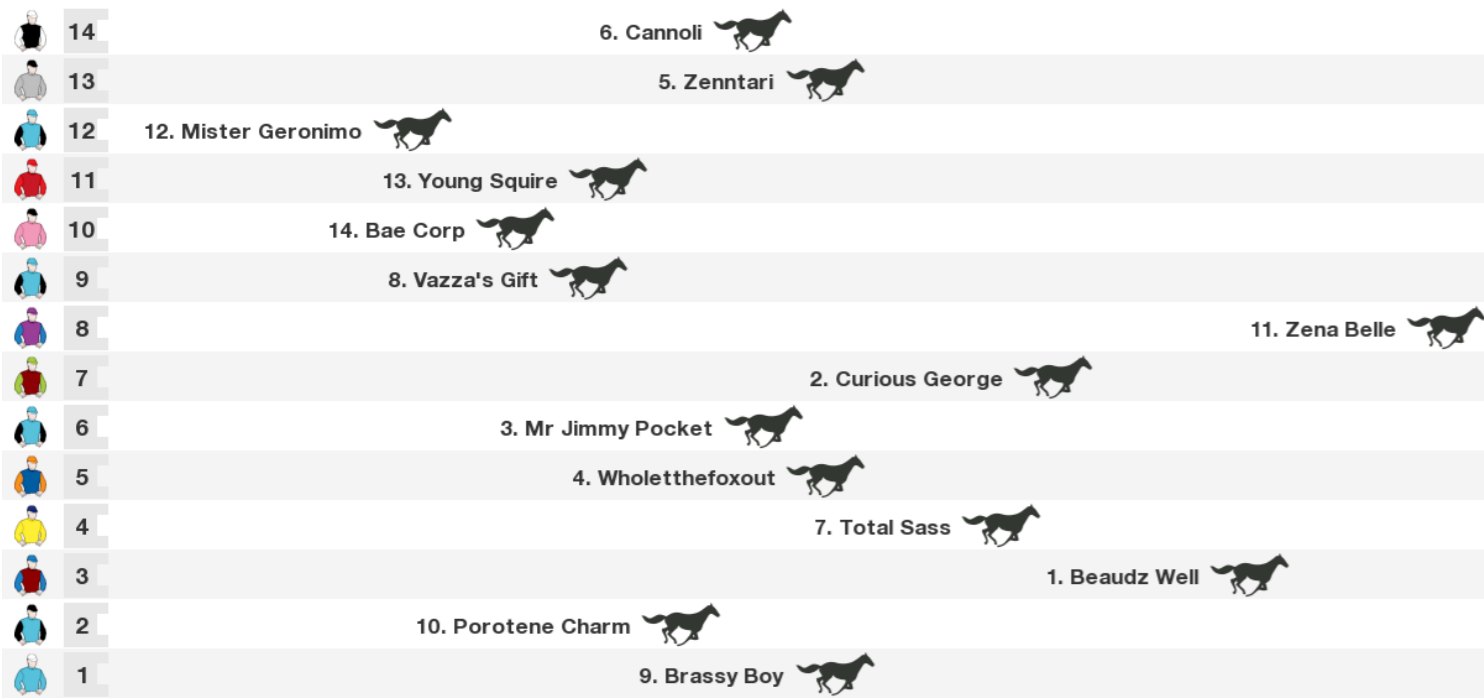 14 6. Cannoli
13 5. Zenntari
12 12. Mister Geronimo
11 13. Young Squire
10 14. Bae Corp
9 8. Vazza's Gift
8 11. Zena Belle
7 2. Curious George
6 3. Mr Jimmy Pocket
5 4. Wholetthefoxout
4 7. Total Sass
3 1. Beaudz Well
2 10. Porotene Charm
1 9. Brassy Boy